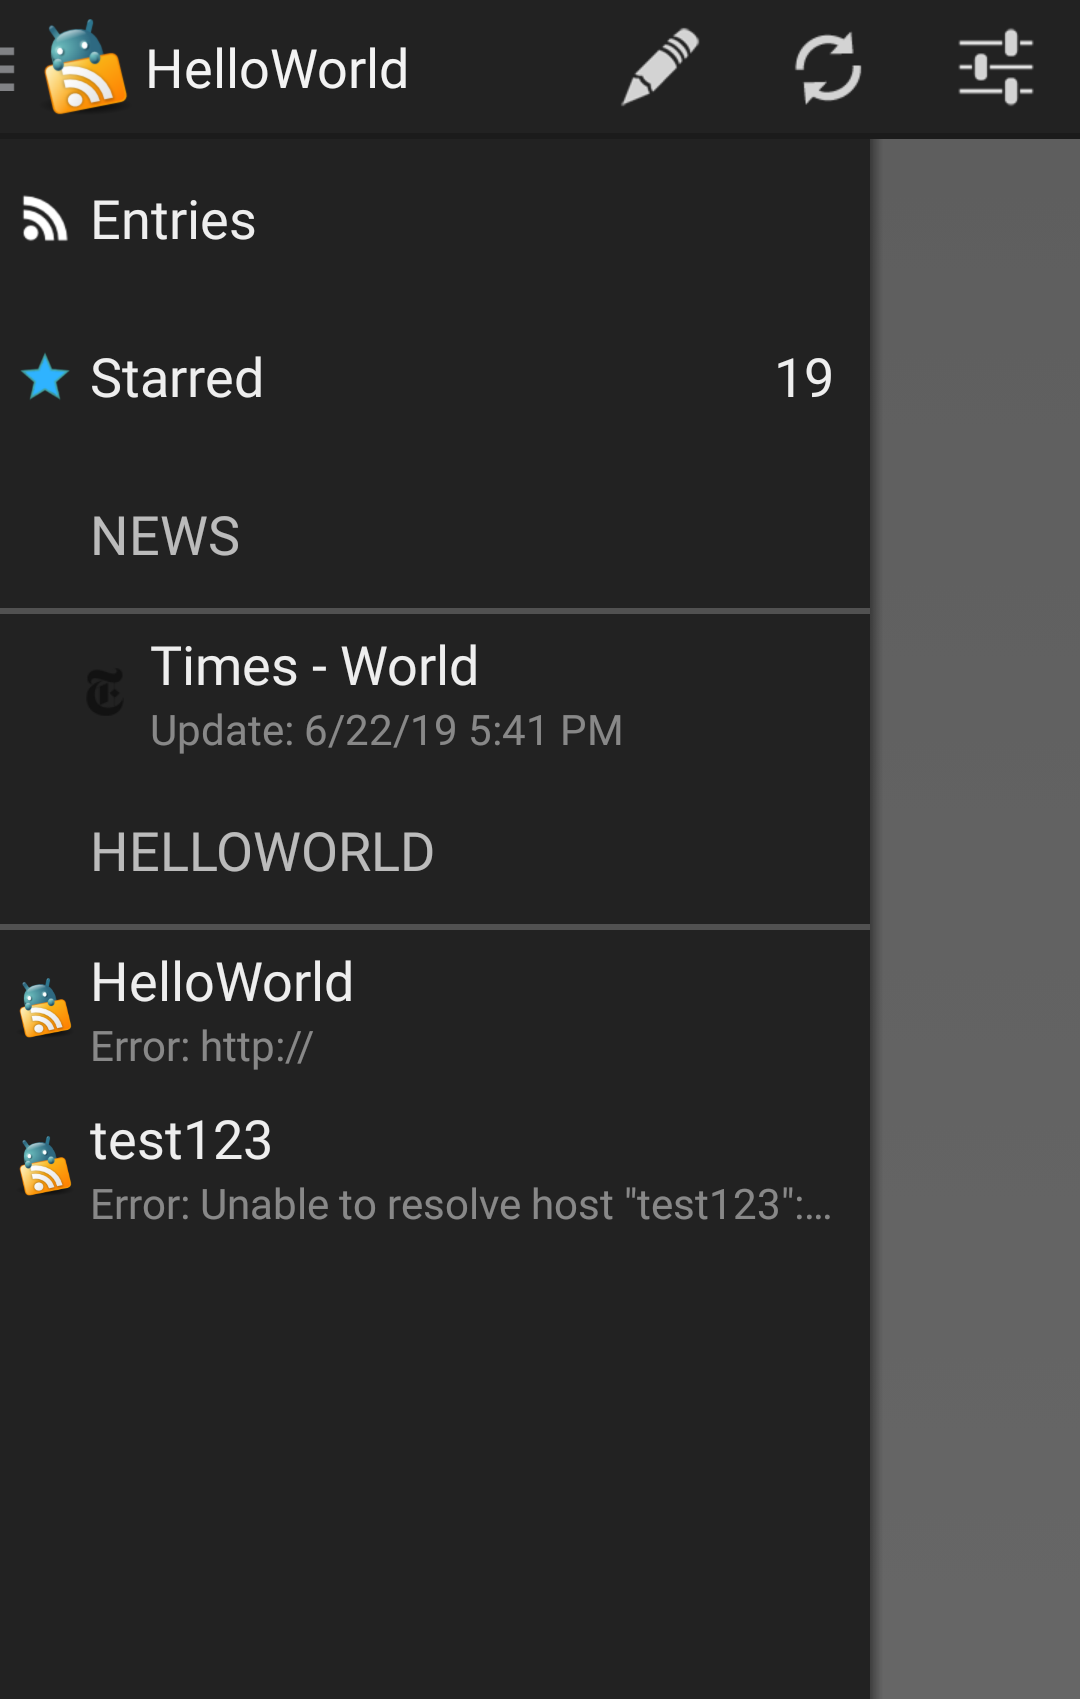 HelloWorld
Entries
Starred 19
NEWS
Times - World
Update: 6/22/19 5:41 PM
HELLOWORLD
HelloWorld
Error: http://
test123
Error: Unable to resolve host "test123":...